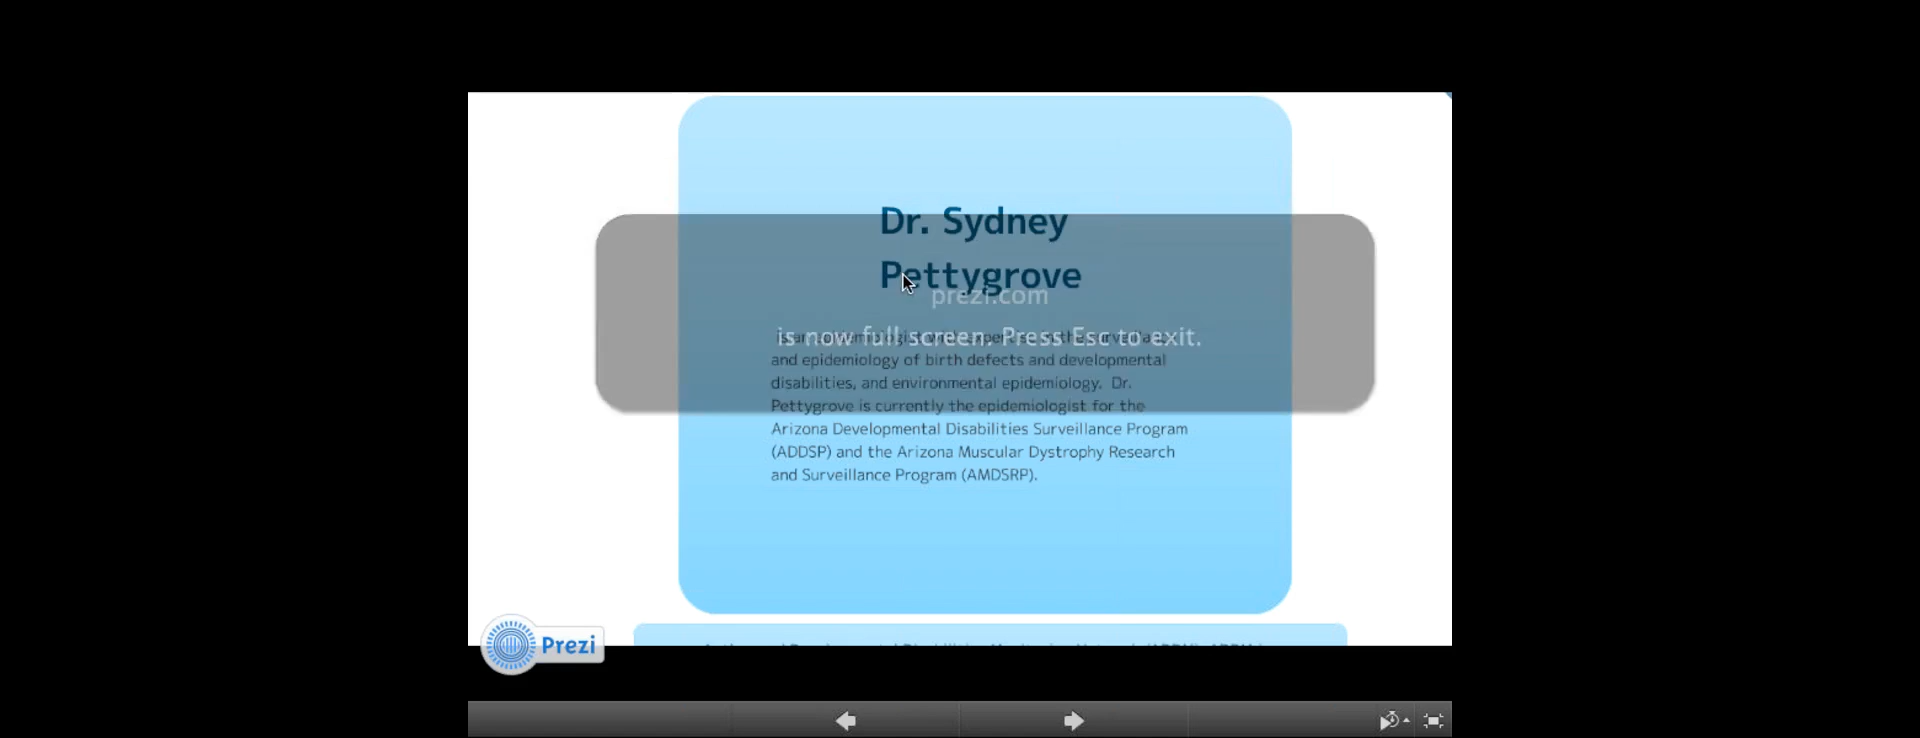 Dr. Sydney
Pettygrove
prezi.com
is now full screen. Press Esc to exit.
and epidemiology of birth defects and developmental
disabilities, and environmental epidemiology. Dr.
Pettygrove is currently the epidemiologist for the
Arizona Developmental Disabilities Surveillance Program
(ADDSP) and the Arizona Muscular Dystrophy Research
and Surveillance Program (AMDSRP).
Prezi